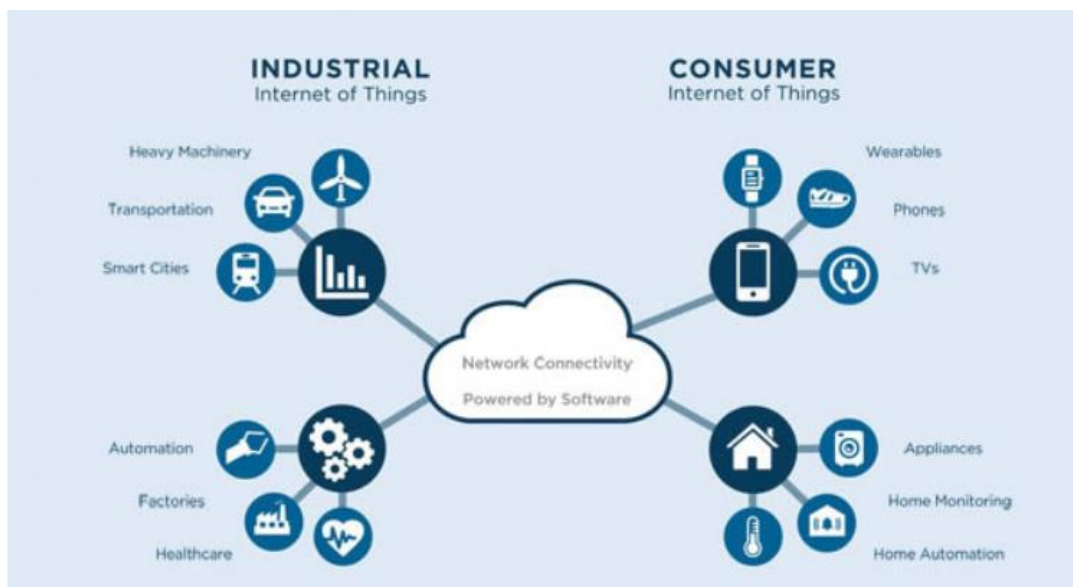 INDUSTRIAL
Internet of Things
CONSUMER
Internet of Things
Heavy Machinery
Transportation
Smart Cities
Wearables
Phones
TVs
Network Connectivity
Powered by Software
Automation
Factories
Healthcare
Appliances
Home Monitoring
Home Automation